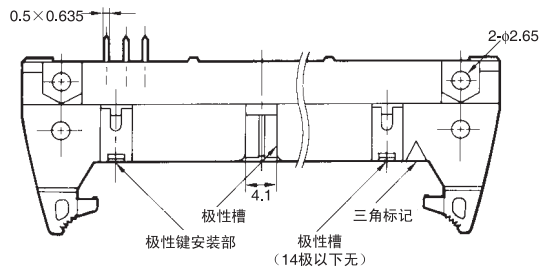 0.5×0.635
2-φ2.65
极性槽
4.1
三角标记
极性键安装部
极性槽
（14极以下无）